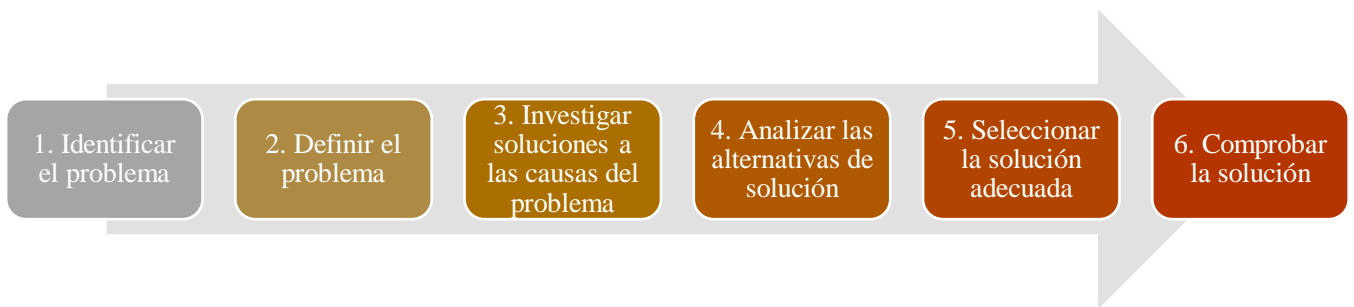 1. Identificar
el problema
2. Definir el
problema
3. Investigar
soluciones a
las causas del
problema
4. Analizar las
alternativas de
solución
5. Seleccionar
la solución
adecuada
6. Comprobar
la solución